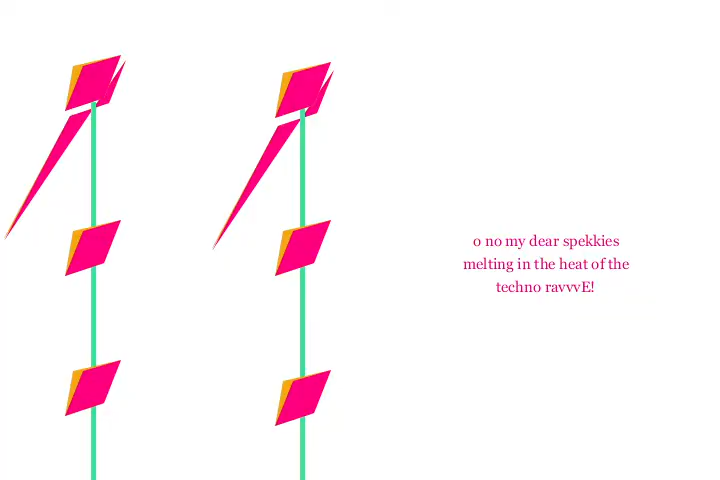 o no my dear spekkies
melting in the heat of the
techno ravvvE!